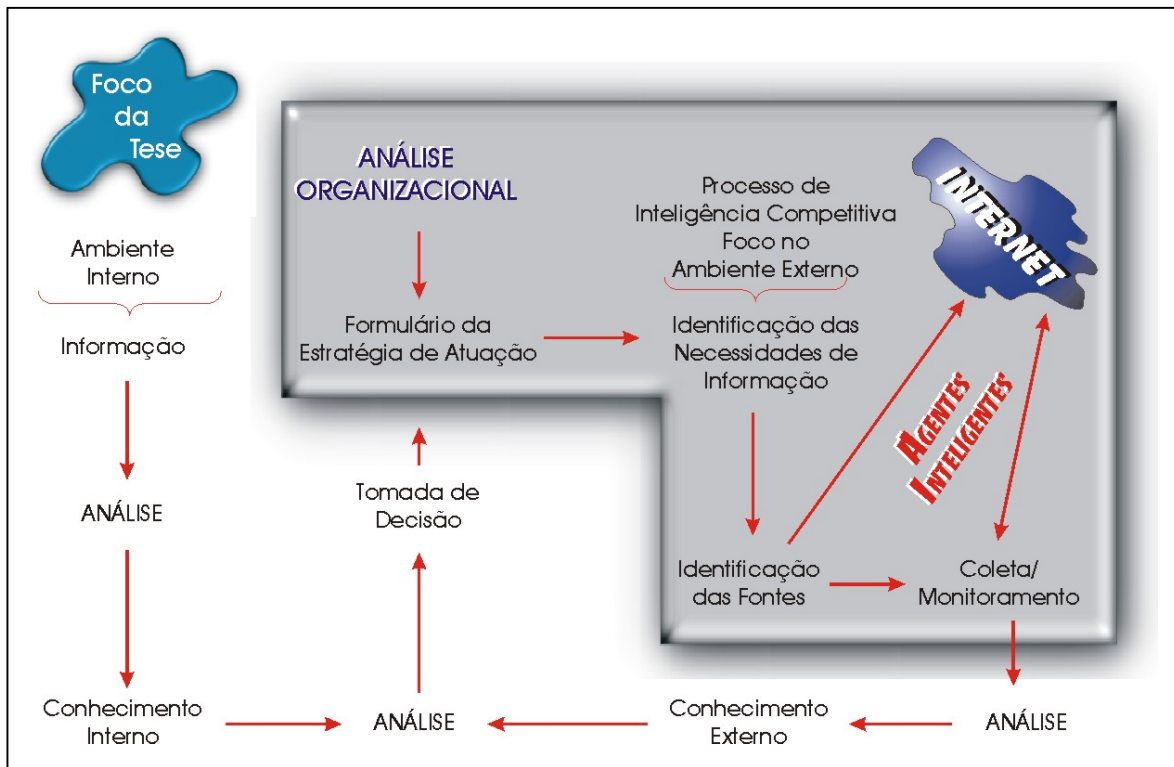 Foco
da
Tese
Ambiente
Interno
Informação
ANÁLISE
Conhecimento
Interno
ANÁLISE
ORGANIZACIONAL
Formulário da
Estratégia de Atuação
Processo de
Inteligência Competitiva
Foco no
Ambiente Externo
Identificação das
Necessidades de
Informação
INTERNET
AGENTES
INTELIGENTES
Identificação
das Fontes
Coleta/
Monitoramento
Tomada de
Decisão
ANÁLISE
Conhecimento
Externo
ANÁLISE